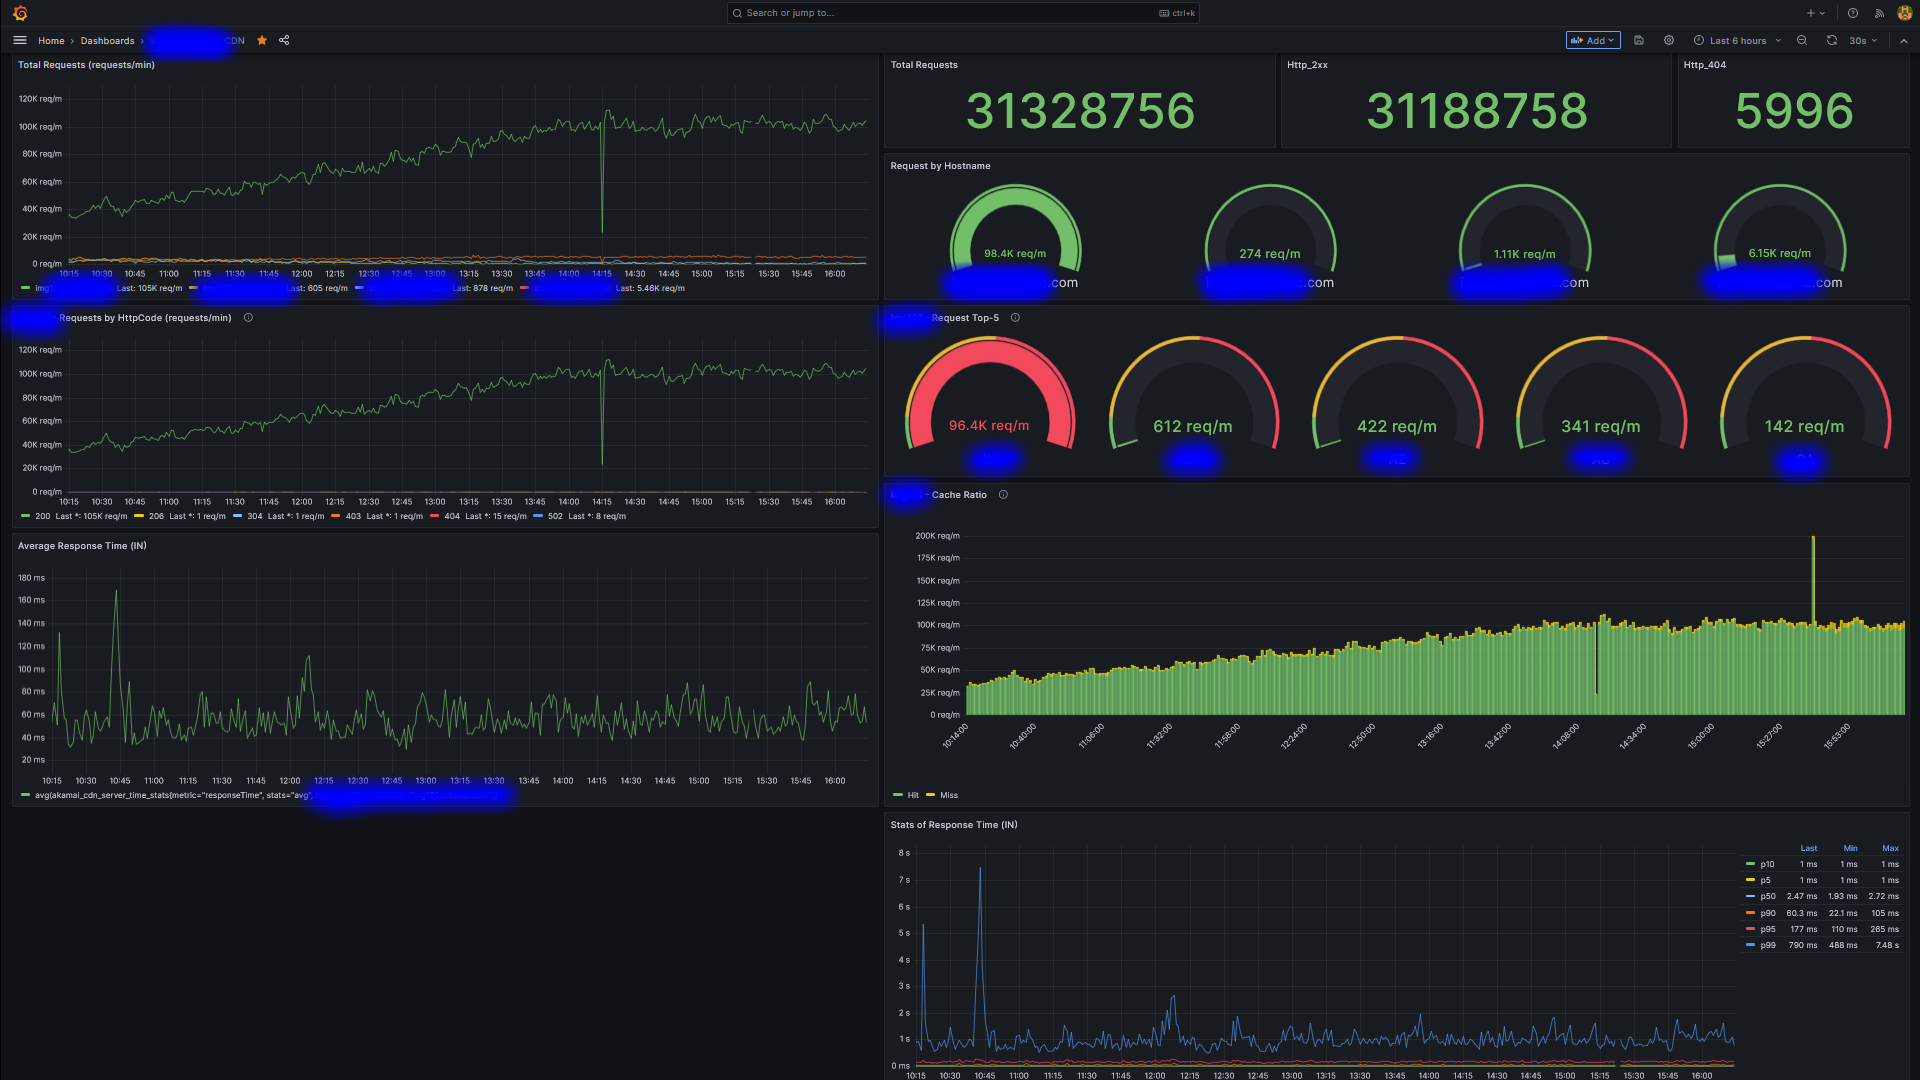 Search or jump to...
ctrl+k
Home › Dashboards › CDN
Add
Last 6 hours
30s
Total Requests (requests/min)
120K req/m
100K req/m
80K req/m
60K req/m
40K req/m
20K req/m
0 req/m
10:15 10:30 10:45 11:00 11:15 11:30 11:45 12:00 12:15 12:30 12:45 13:00 13:15 13:30 13:45 14:00 14:15 14:30 14:45 15:00 15:15 15:30 15:45 16:00
Last: 105K req/m Last: 605 req/m Last: 878 req/m Last: 5.46K req/m
Total Requests
31328756
Http_2xx
31188758
Http_404
5996
Request by Hostname
98.4K req/m
274 req/m
1.11K req/m
6.15K req/m
.com
.com
.com
.com
Requests by HttpCode (requests/min)
120K req/m
100K req/m
80K req/m
60K req/m
40K req/m
20K req/m
0 req/m
10:15 10:30 10:45 11:00 11:15 11:30 11:45 12:00 12:15 12:30 12:45 13:00 13:15 13:30 13:45 14:00 14:15 14:30 14:45 15:00 15:15 15:30 15:45 16:00
200 Last *: 105K req/m 206 Last *: 1 req/m 304 Last *: 1 req/m 403 Last *: 1 req/m 404 Last *: 15 req/m 502 Last *: 8 req/m
Request Top-5
96.4K req/m
612 req/m
422 req/m
341 req/m
142 req/m
- Cache Ratio
200K req/m
175K req/m
150K req/m
125K req/m
100K req/m
75K req/m
50K req/m
25K req/m
0 req/m
10:14:00 10:40:00 11:06:00 11:32:00 11:58:00 12:24:00 12:50:00 13:16:00 13:42:00 14:08:00 14:34:00 15:00:00 15:27:00 15:53:00
Hit Miss
Average Response Time (IN)
180 ms
160 ms
140 ms
120 ms
100 ms
80 ms
60 ms
40 ms
20 ms
10:15 10:30 10:45 11:00 11:15 11:30 11:45 12:00 12:15 12:30 12:45 13:00 13:15 13:30 13:45 14:00 14:15 14:30 14:45 15:00 15:15 15:30 15:45 16:00
avg(akamai_cdn_server_time_stats{metric="responseTime", stats="avg",
Stats of Response Time (IN)
8 s
7 s
6 s
5 s
4 s
3 s
2 s
1 s
0 ms
10:15 10:30 10:45 11:00 11:15 11:30 11:45 12:00 12:15 12:30 12:45 13:00 13:15 13:30 13:45 14:00 14:15 14:30 14:45 15:00 15:15 15:30 15:45 16:00
Last Min Max
p10 1 ms 1 ms 1 ms
p5 1 ms 1 ms 1 ms
p50 2.47 ms 1.93 ms 2.72 ms
p90 60.3 ms 22.1 ms 105 ms
p95 177 ms 110 ms 265 ms
p99 790 ms 488 ms 7.48 s